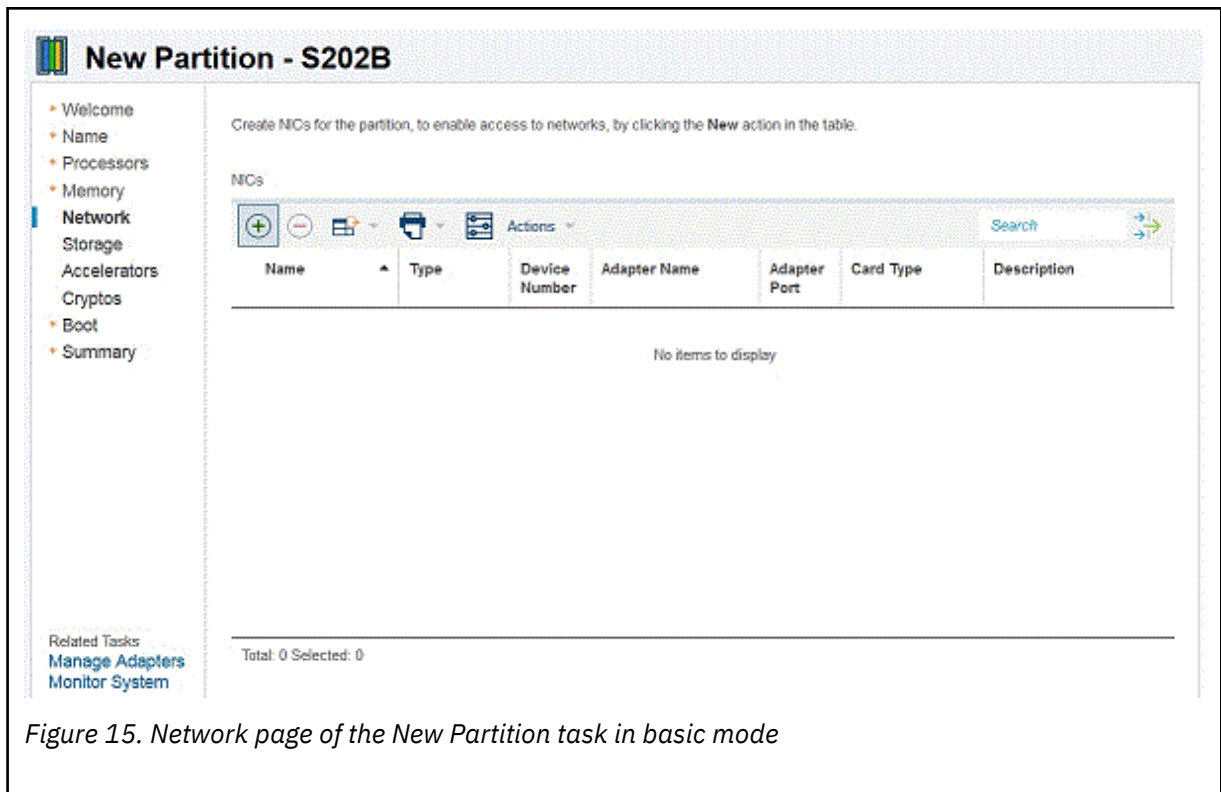 New Partition - S202B
* Welcome
* Name
* Processors
* Memory
Network
Storage
Accelerators
Cryptos
* Boot
* Summary
Related Tasks
Manage Adapters
Monitor System
Create NICs for the partition, to enable access to networks, by clicking the New action in the table.
NICs
Actions
Search
Name Type Device Number Adapter Name Adapter Port Card Type Description
No items to display
Total: 0 Selected: 0
Figure 15. Network page of the New Partition task in basic mode